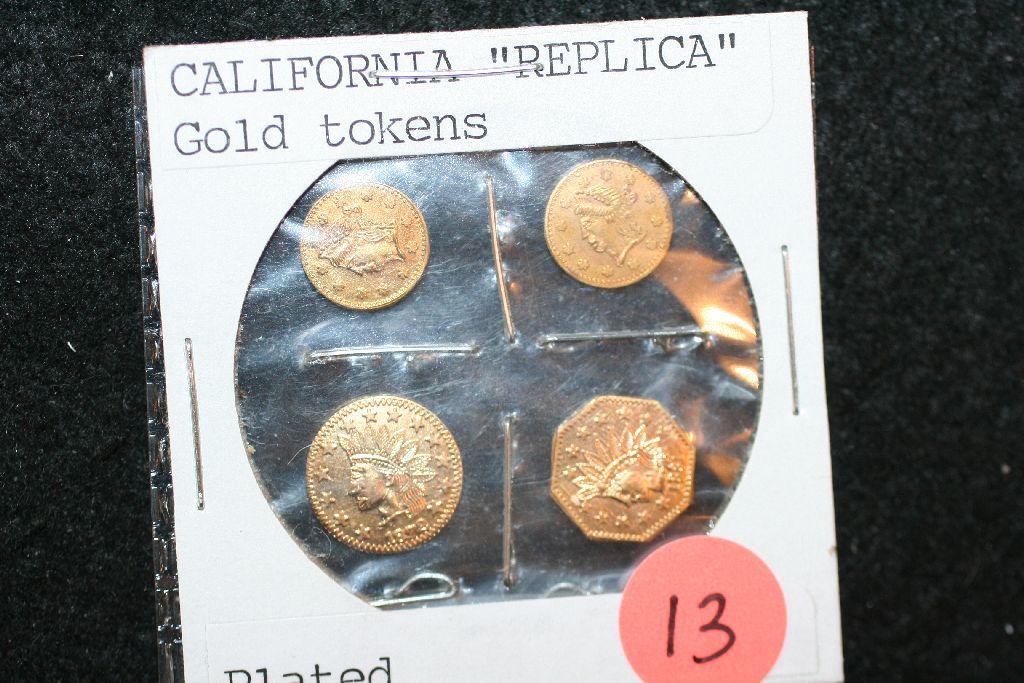 CALIFORNIA "REPLICA"
Gold tokens
Plated
13